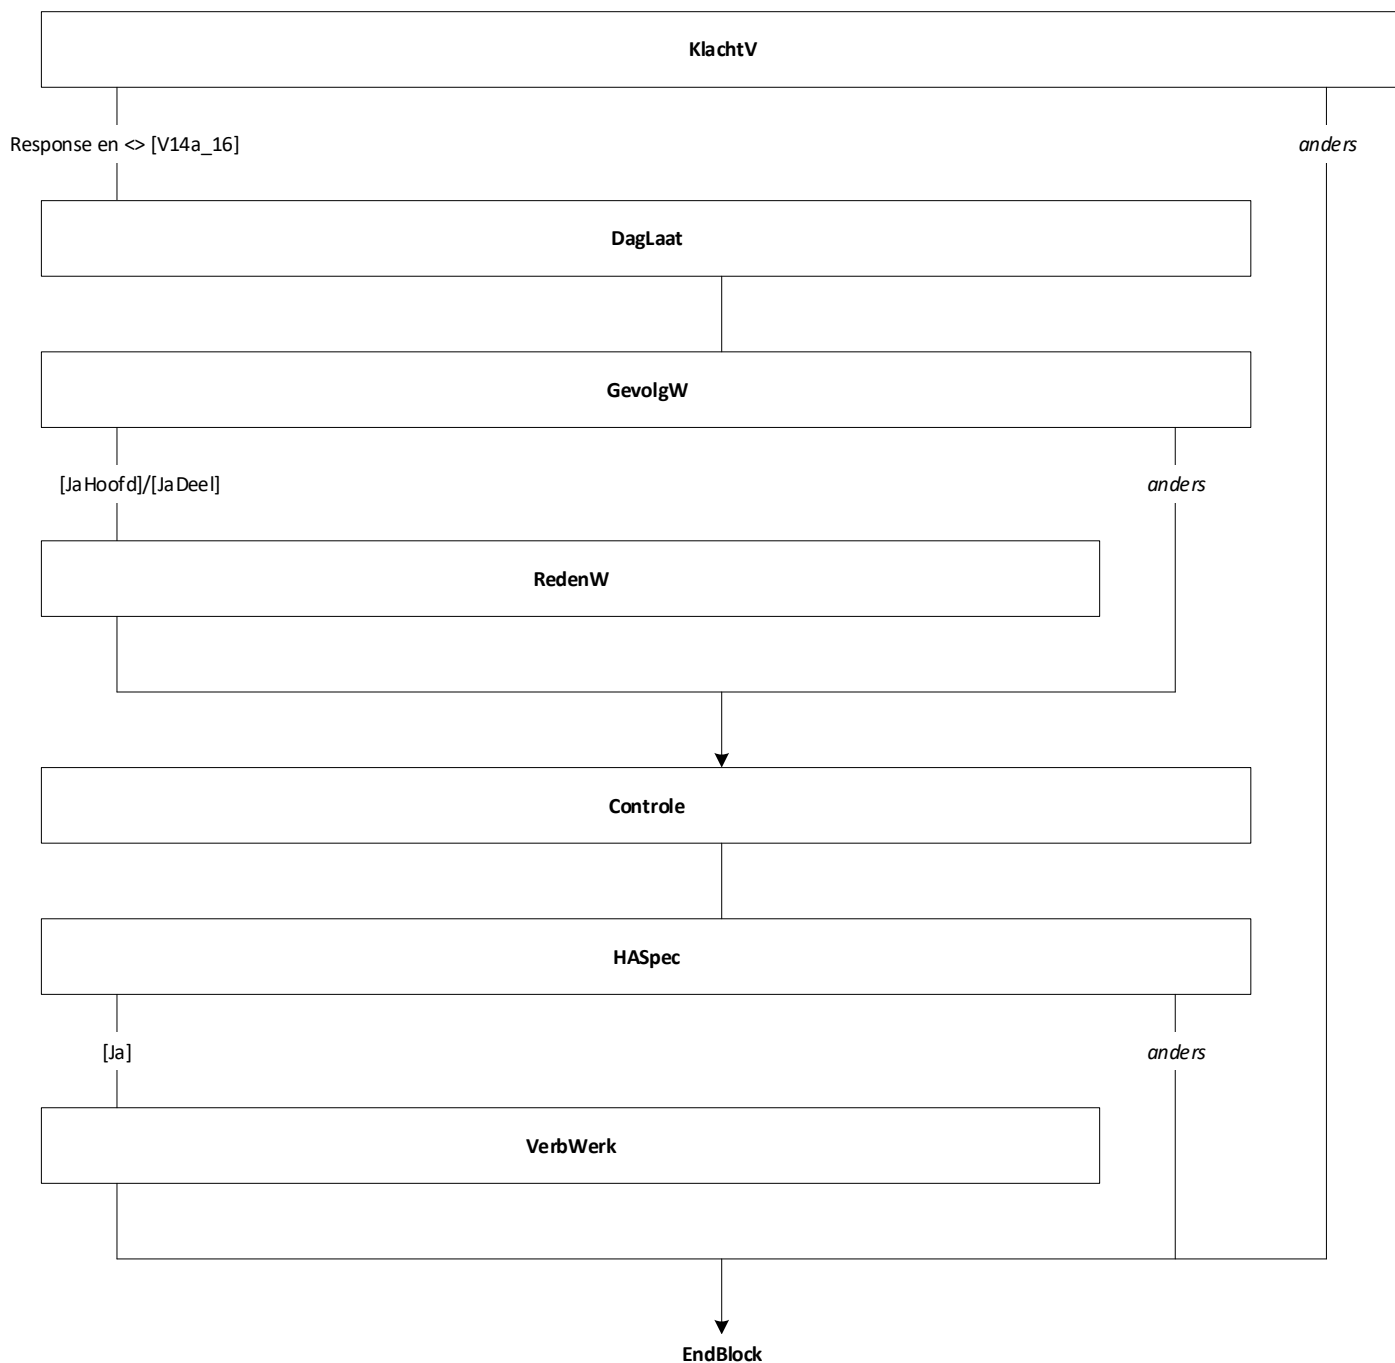 KlachtV
Response en <> [V14a_16]
anders
DagLaat
GevolgW
[JaHoofd]/[JaDeel]
anders
RedenW
Controle
HASpec
[Ja]
anders
VerbWerk
EndBlock